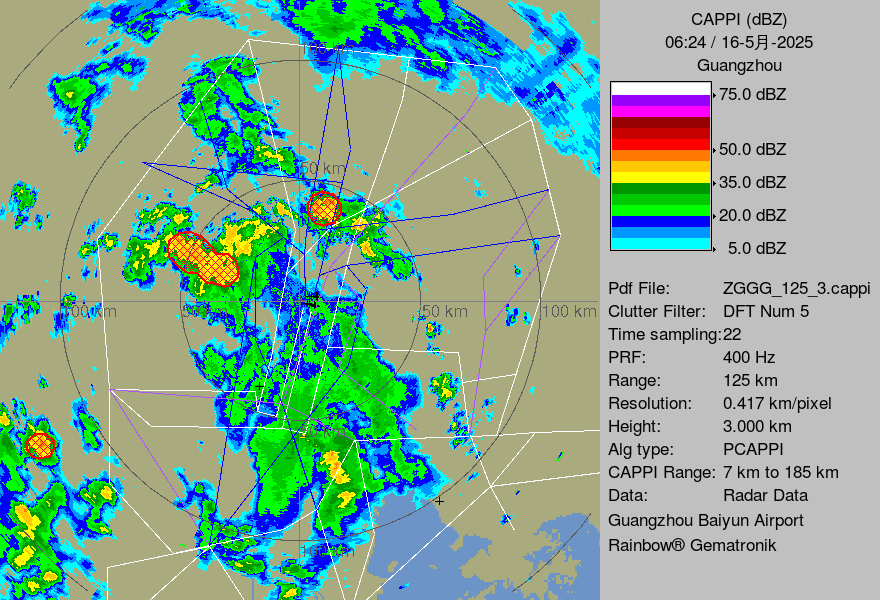 CAPPI (dBZ)
06:24 / 16-5月-2025
Guangzhou
75.0 dBZ
50.0 dBZ
35.0 dBZ
20.0 dBZ
5.0 dBZ
Pdf File: ZGGG_125_3.cappi
Clutter Filter: DFT Num 5
Time sampling:22
PRF: 400 Hz
Range: 125 km
Resolution: 0.417 km/pixel
Height: 3.000 km
Alg type: PCAPPI
CAPPI Range: 7 km to 185 km
Data: Radar Data
Guangzhou Baiyun Airport
Rainbow® Gematronik
50 km
100 km
50 km
50 km
100 km
100 km